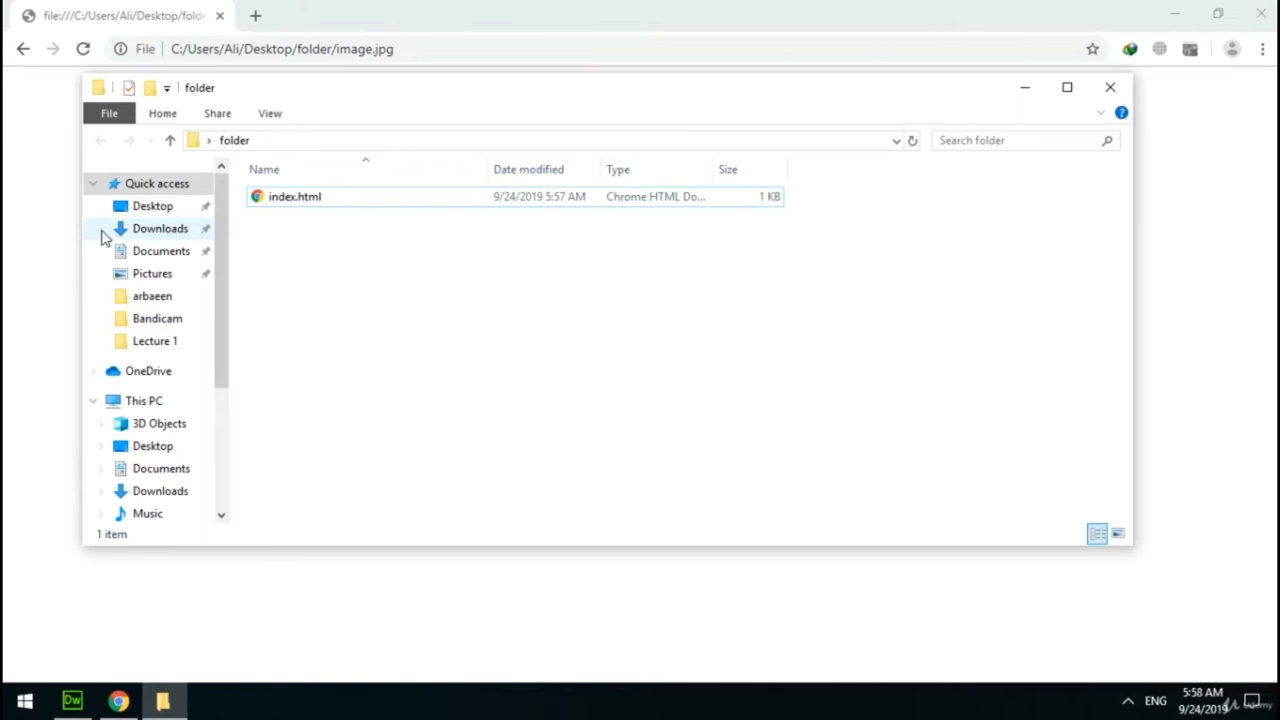 file:///C:/Users/Ali/Desktop/folde
File C:/Users/Ali/Desktop/folder/image.jpg
folder
File Home Share View
folder
Search folder
Name Date modified Type Size
index.html 9/24/2019 5:57 AM Chrome HTML Do... 1 KB
Quick access
Desktop
Downloads
Documents
Pictures
arbaeen
Bandicam
Lecture 1
OneDrive
This PC
3D Objects
Desktop
Documents
Downloads
Music
1 item
Dw
ENG
5:58 AM
9/24/2019
Udemy